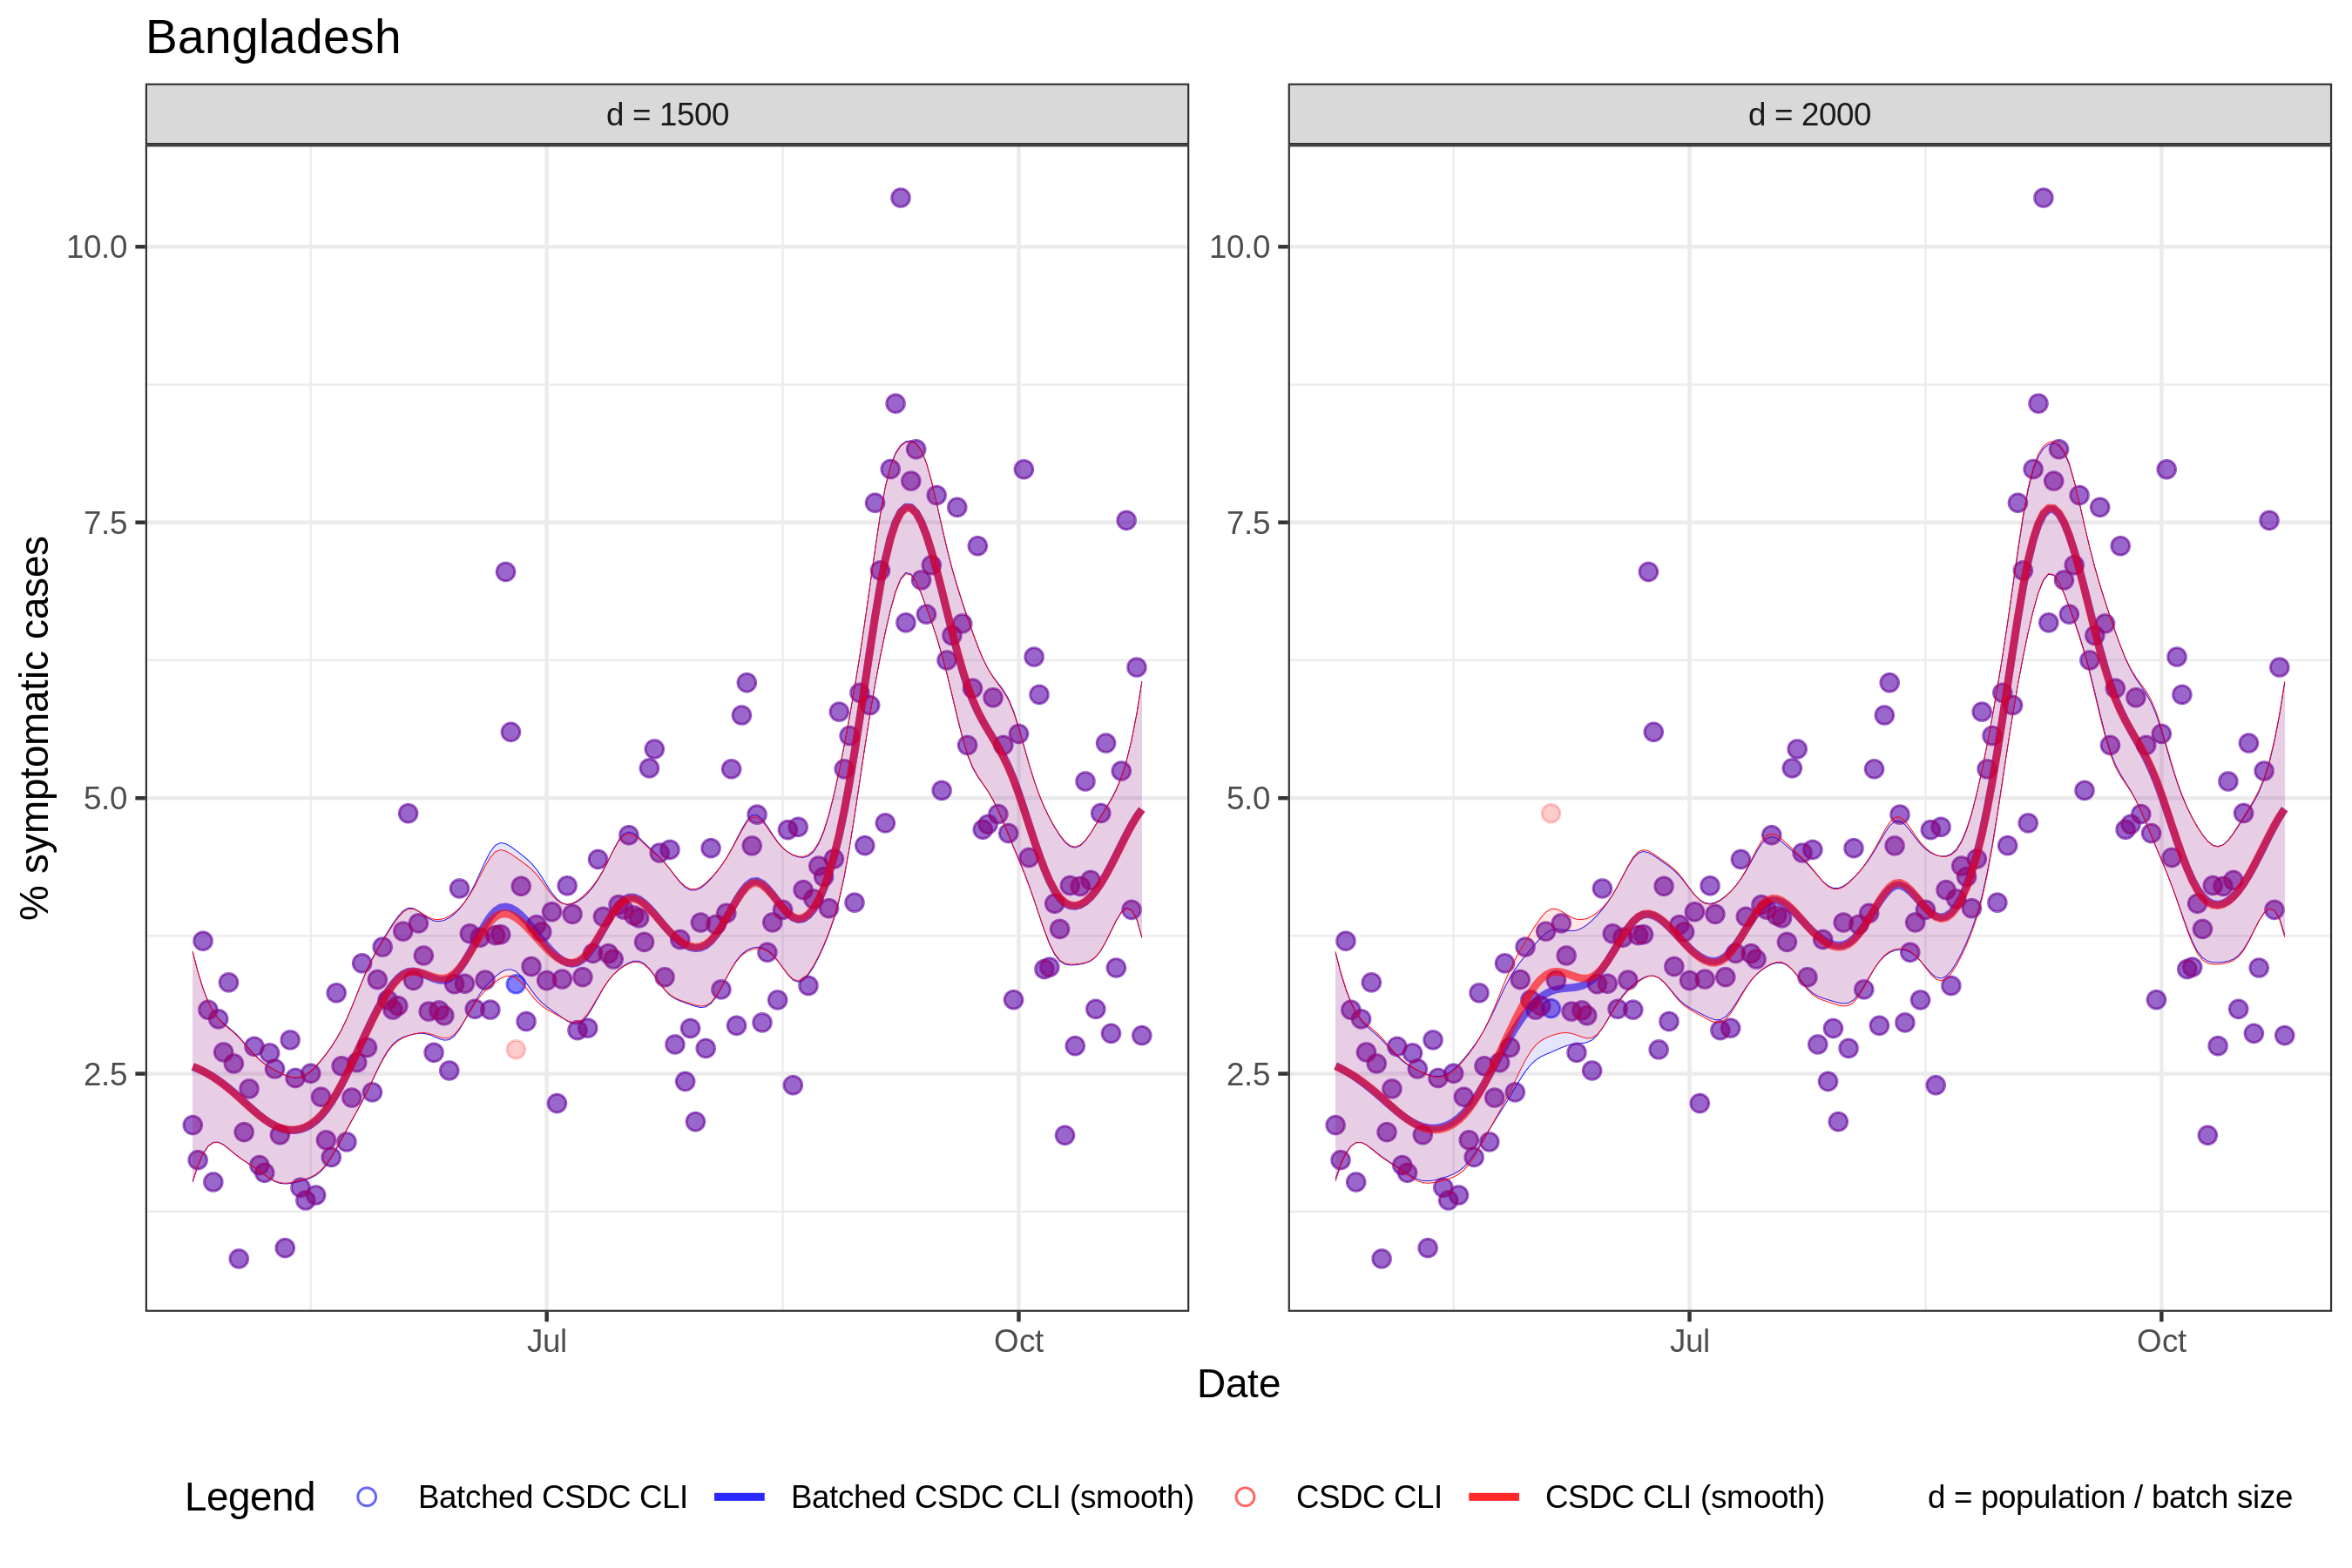 Bangladesh
d = 1500
d = 2000
% symptomatic cases
10.0
7.5
5.0
2.5
10.0
7.5
5.0
2.5
Jul
Oct
Jul
Oct
Date
Legend
Batched CSDC CLI
Batched CSDC CLI (smooth)
CSDC CLI
CSDC CLI (smooth)
d = population / batch size